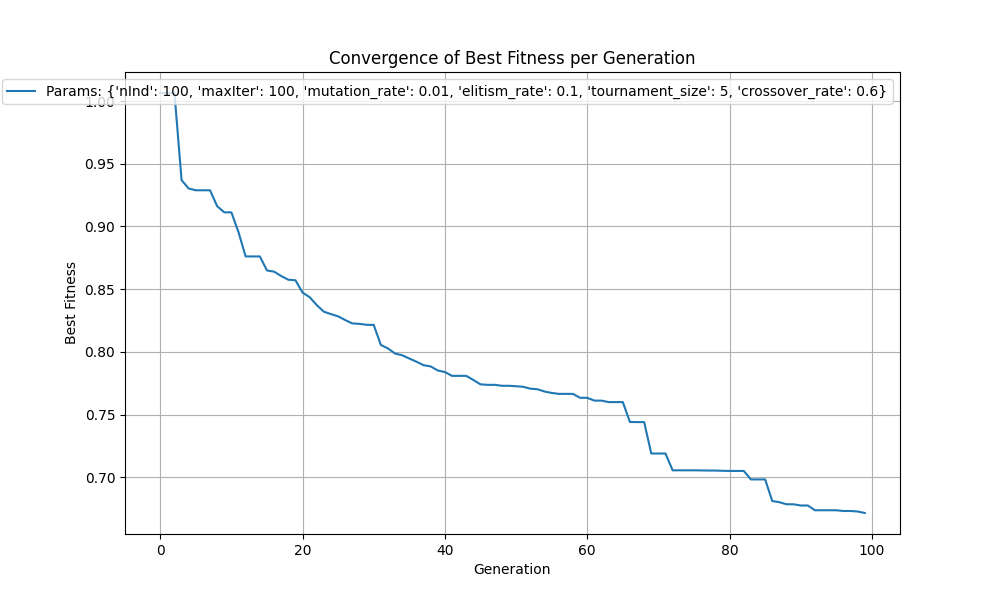 Convergence of Best Fitness per Generation
Params: {'nInd': 100, 'maxIter': 100, 'mutation_rate': 0.01, 'elitism_rate': 0.1, 'tournament_size': 5, 'crossover_rate': 0.6}
1.00
0.95
0.90
0.85
0.80
0.75
0.70
Best Fitness
0 20 40 60 80 100
Generation